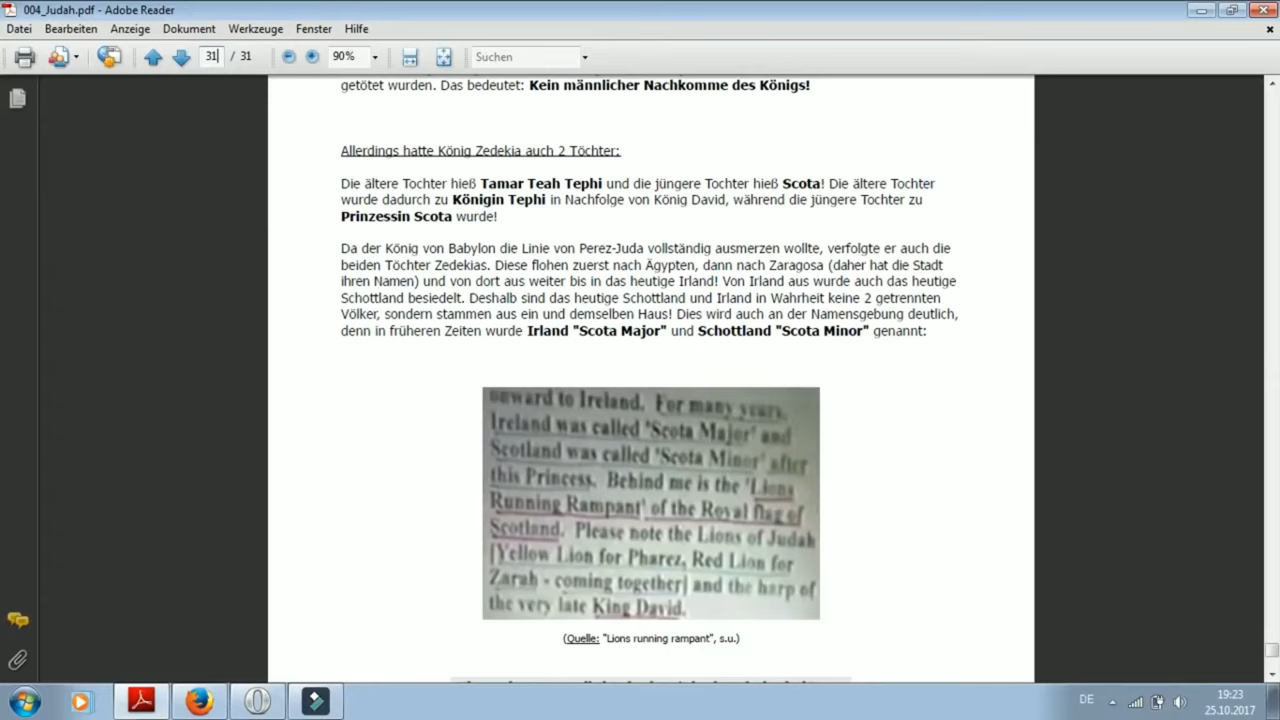 004_Judah.pdf - Adobe Reader
Datei Bearbeiten Anzeige Dokument Werkzeuge Fenster Hilfe
31 / 31 90% Suchen
getötet wurden. Das bedeutet: Kein männlicher Nachkomme des Königs!
Allerdings hatte König Zedekia auch 2 Töchter:
Die ältere Tochter hieß Tamar Teah Tephi und die jüngere Tochter hieß Scota! Die ältere Tochter
wurde dadurch zu Königin Tephi in Nachfolge von König David, während die jüngere Tochter zu
Prinzessin Scota wurde!
Da der König von Babylon die Linie von Perez-Juda vollständig ausmerzen wollte, verfolgte er auch die
beiden Töchter Zedekias. Diese flohen zuerst nach Ägypten, dann nach Zaragosa (daher hat die Stadt
ihren Namen) und von dort aus weiter bis in das heutige Irland! Von Irland aus wurde auch das heutige
Schottland besiedelt. Deshalb sind das heutige Schottland und Irland in Wahrheit keine 2 getrennten
Völker, sondern stammen aus ein und demselben Haus! Dies wird auch an der Namensgebung deutlich,
denn in früheren Zeiten wurde Irland "Scota Major" und Schottland "Scota Minor" genannt:
onward to Ireland. For many years,
Ireland was called 'Scota Major' and
Scotland was called 'Scota Minor' after
this Princess. Behind me is the 'Lions
Running Rampant' of the Royal flag of
Scotland. Please note the Lions of Judah
[Yellow Lion for Pharez, Red Lion for
Zarah - coming together] and the harp of
the very late King David.
(Quelle: "Lions running rampant", s.u.)
DE
19:23
25.10.2017